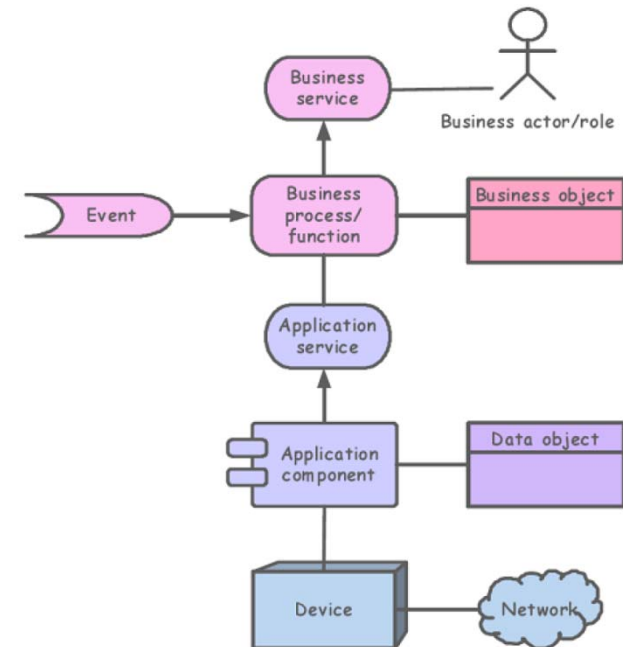 Business
service
Business actor/role
Event
Business
process/
function
Business object
Application
service
Application
component
Data object
Device
Network